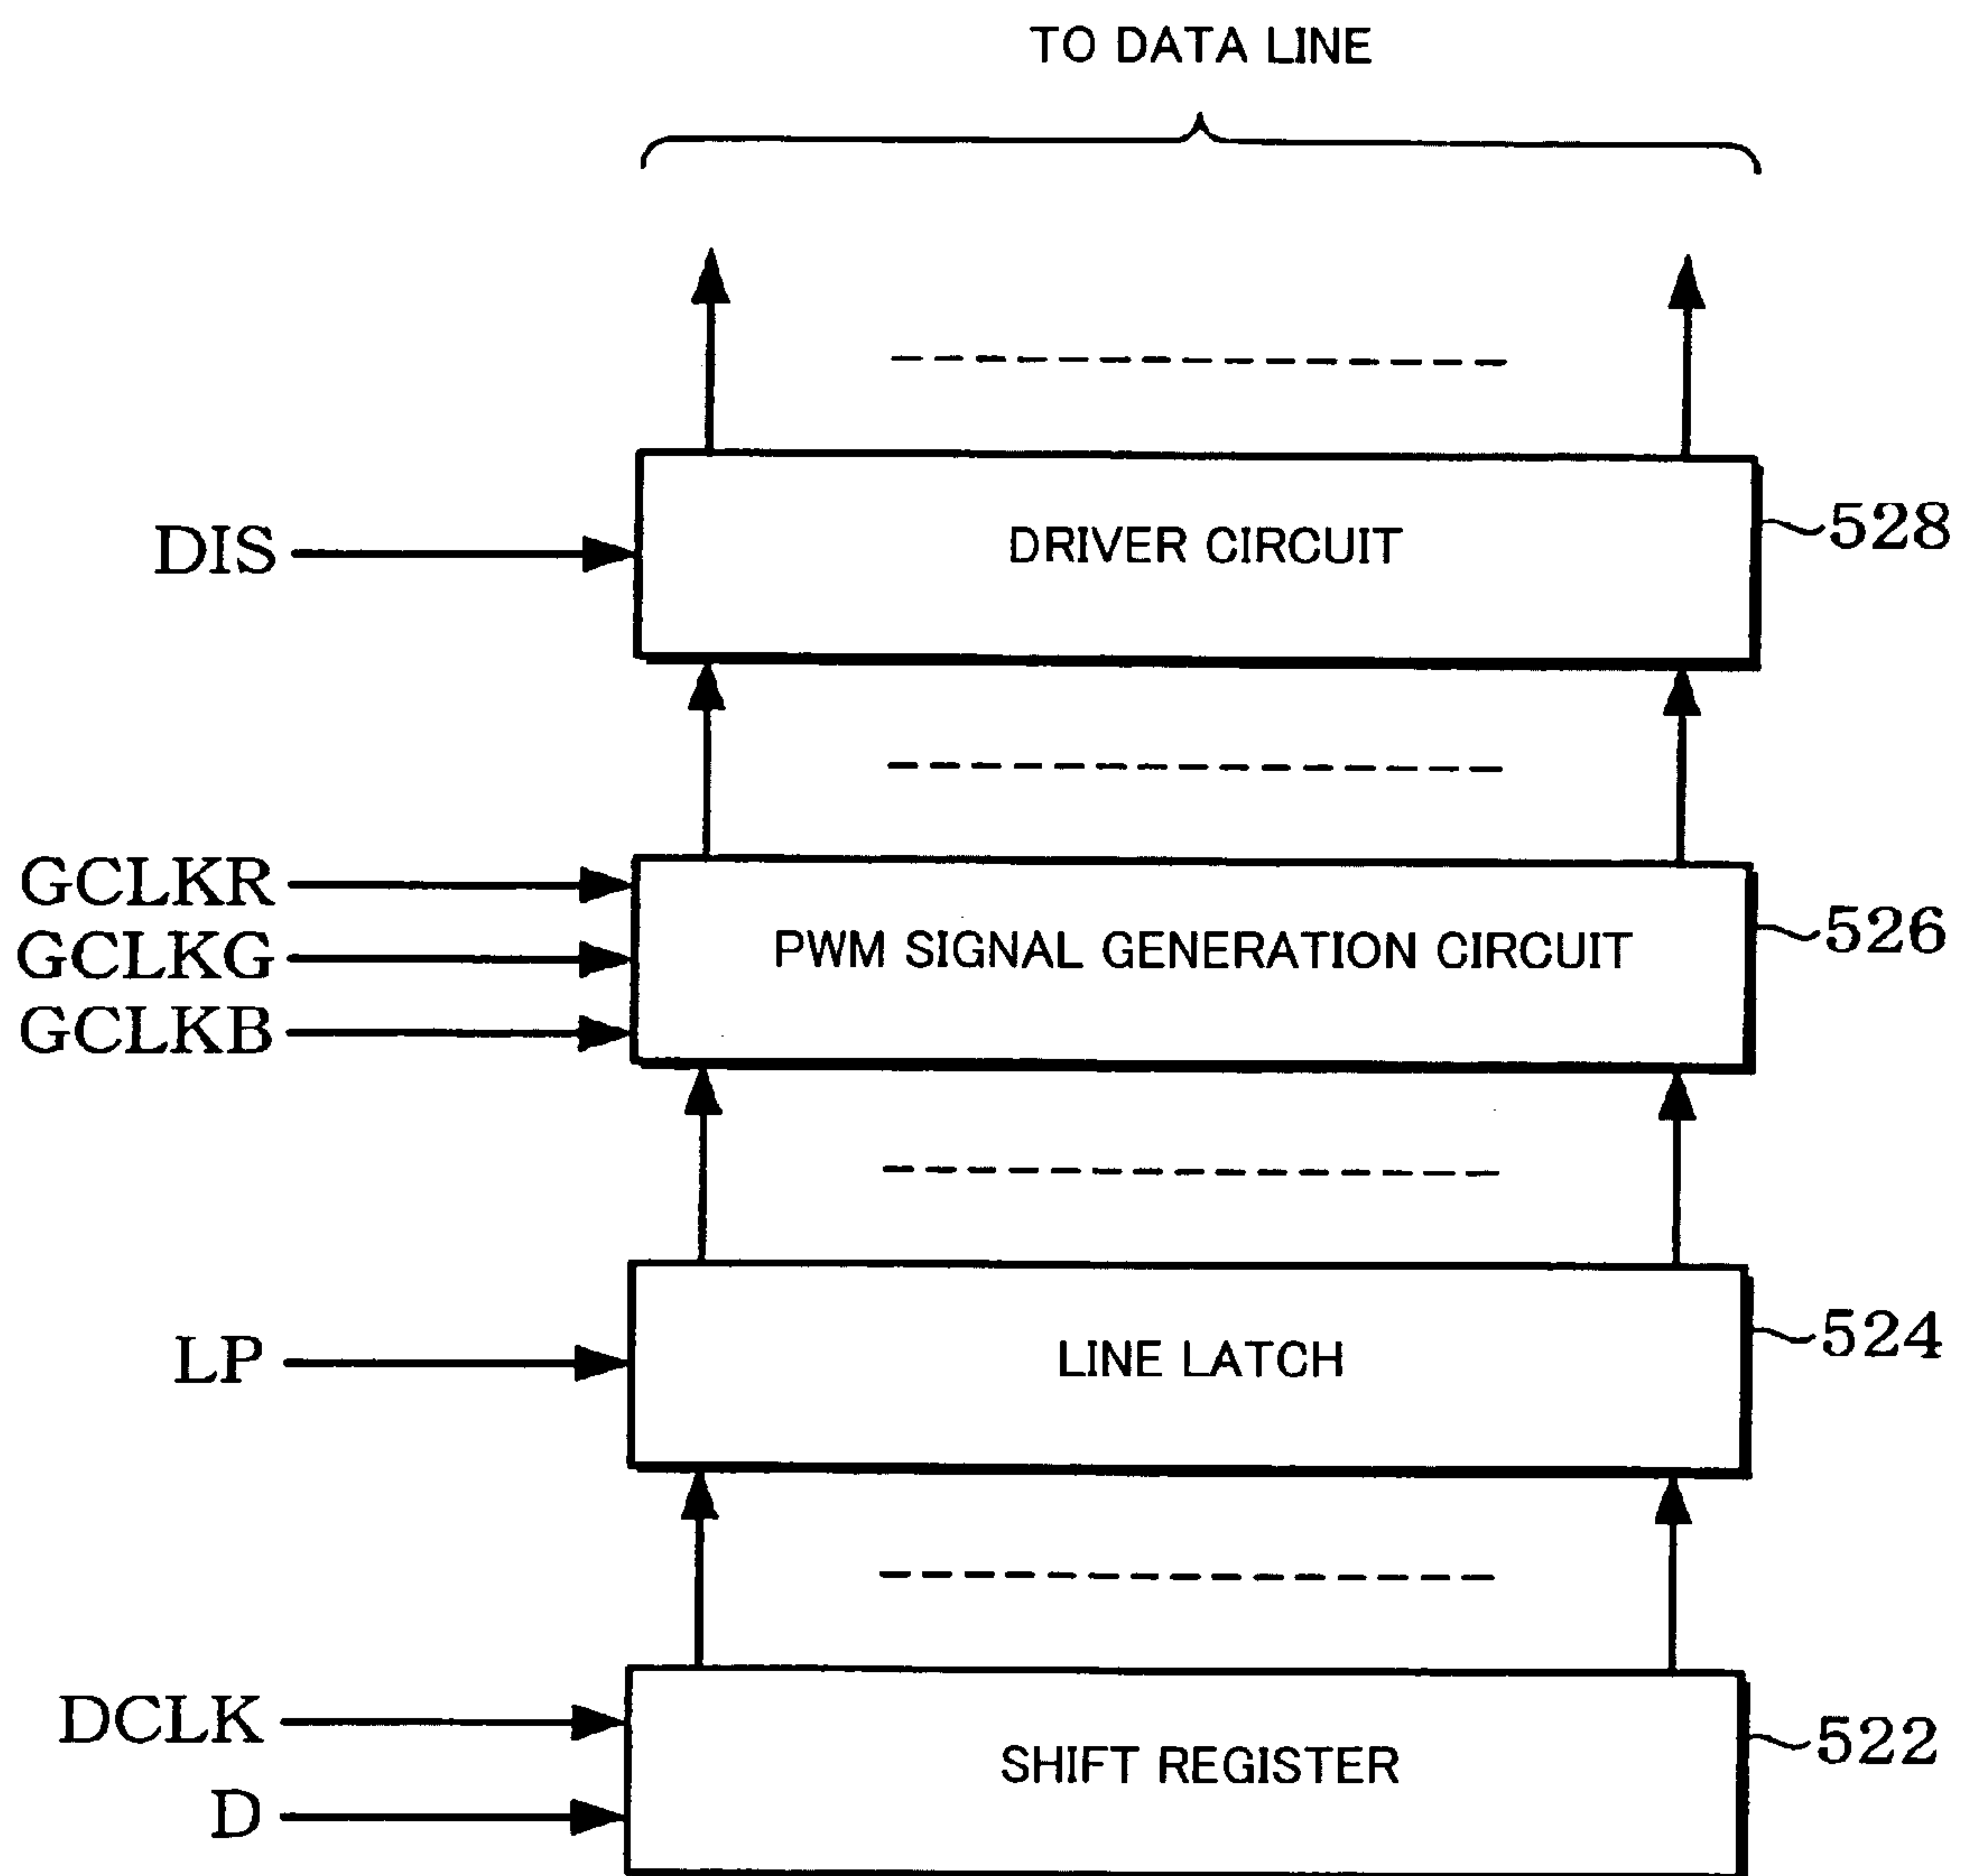 TO DATA LINE
DIS
DRIVER CIRCUIT
528
GCLKR
GCLKG
GCLKB
PWM SIGNAL GENERATION CIRCUIT
526
LP
LINE LATCH
524
DCLK
D
SHIFT REGISTER
522